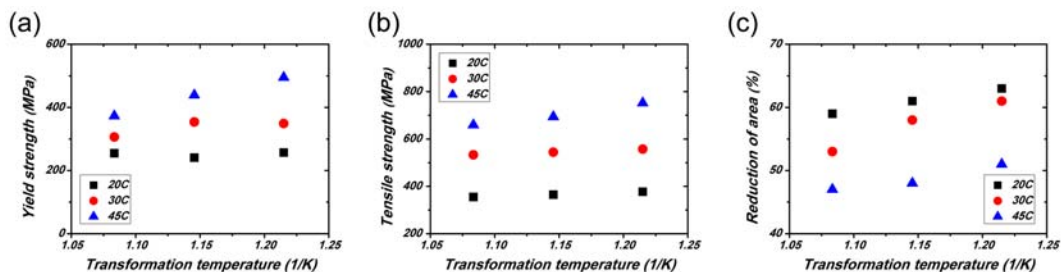 (a)
600
400
200
0
Yield strength (MPa)
20C
30C
45C
1.05 1.10 1.15 1.20 1.25
Transformation temperature (1/K)
(b)
1000
800
600
400
200
Tensile strength (MPa)
20C
30C
45C
1.05 1.10 1.15 1.20 1.25
Transformation temperature (1/K)
(c)
70
60
50
40
Reduction of area (%)
20C
30C
45C
1.05 1.10 1.15 1.20 1.25
Transformation temperature (1/K)